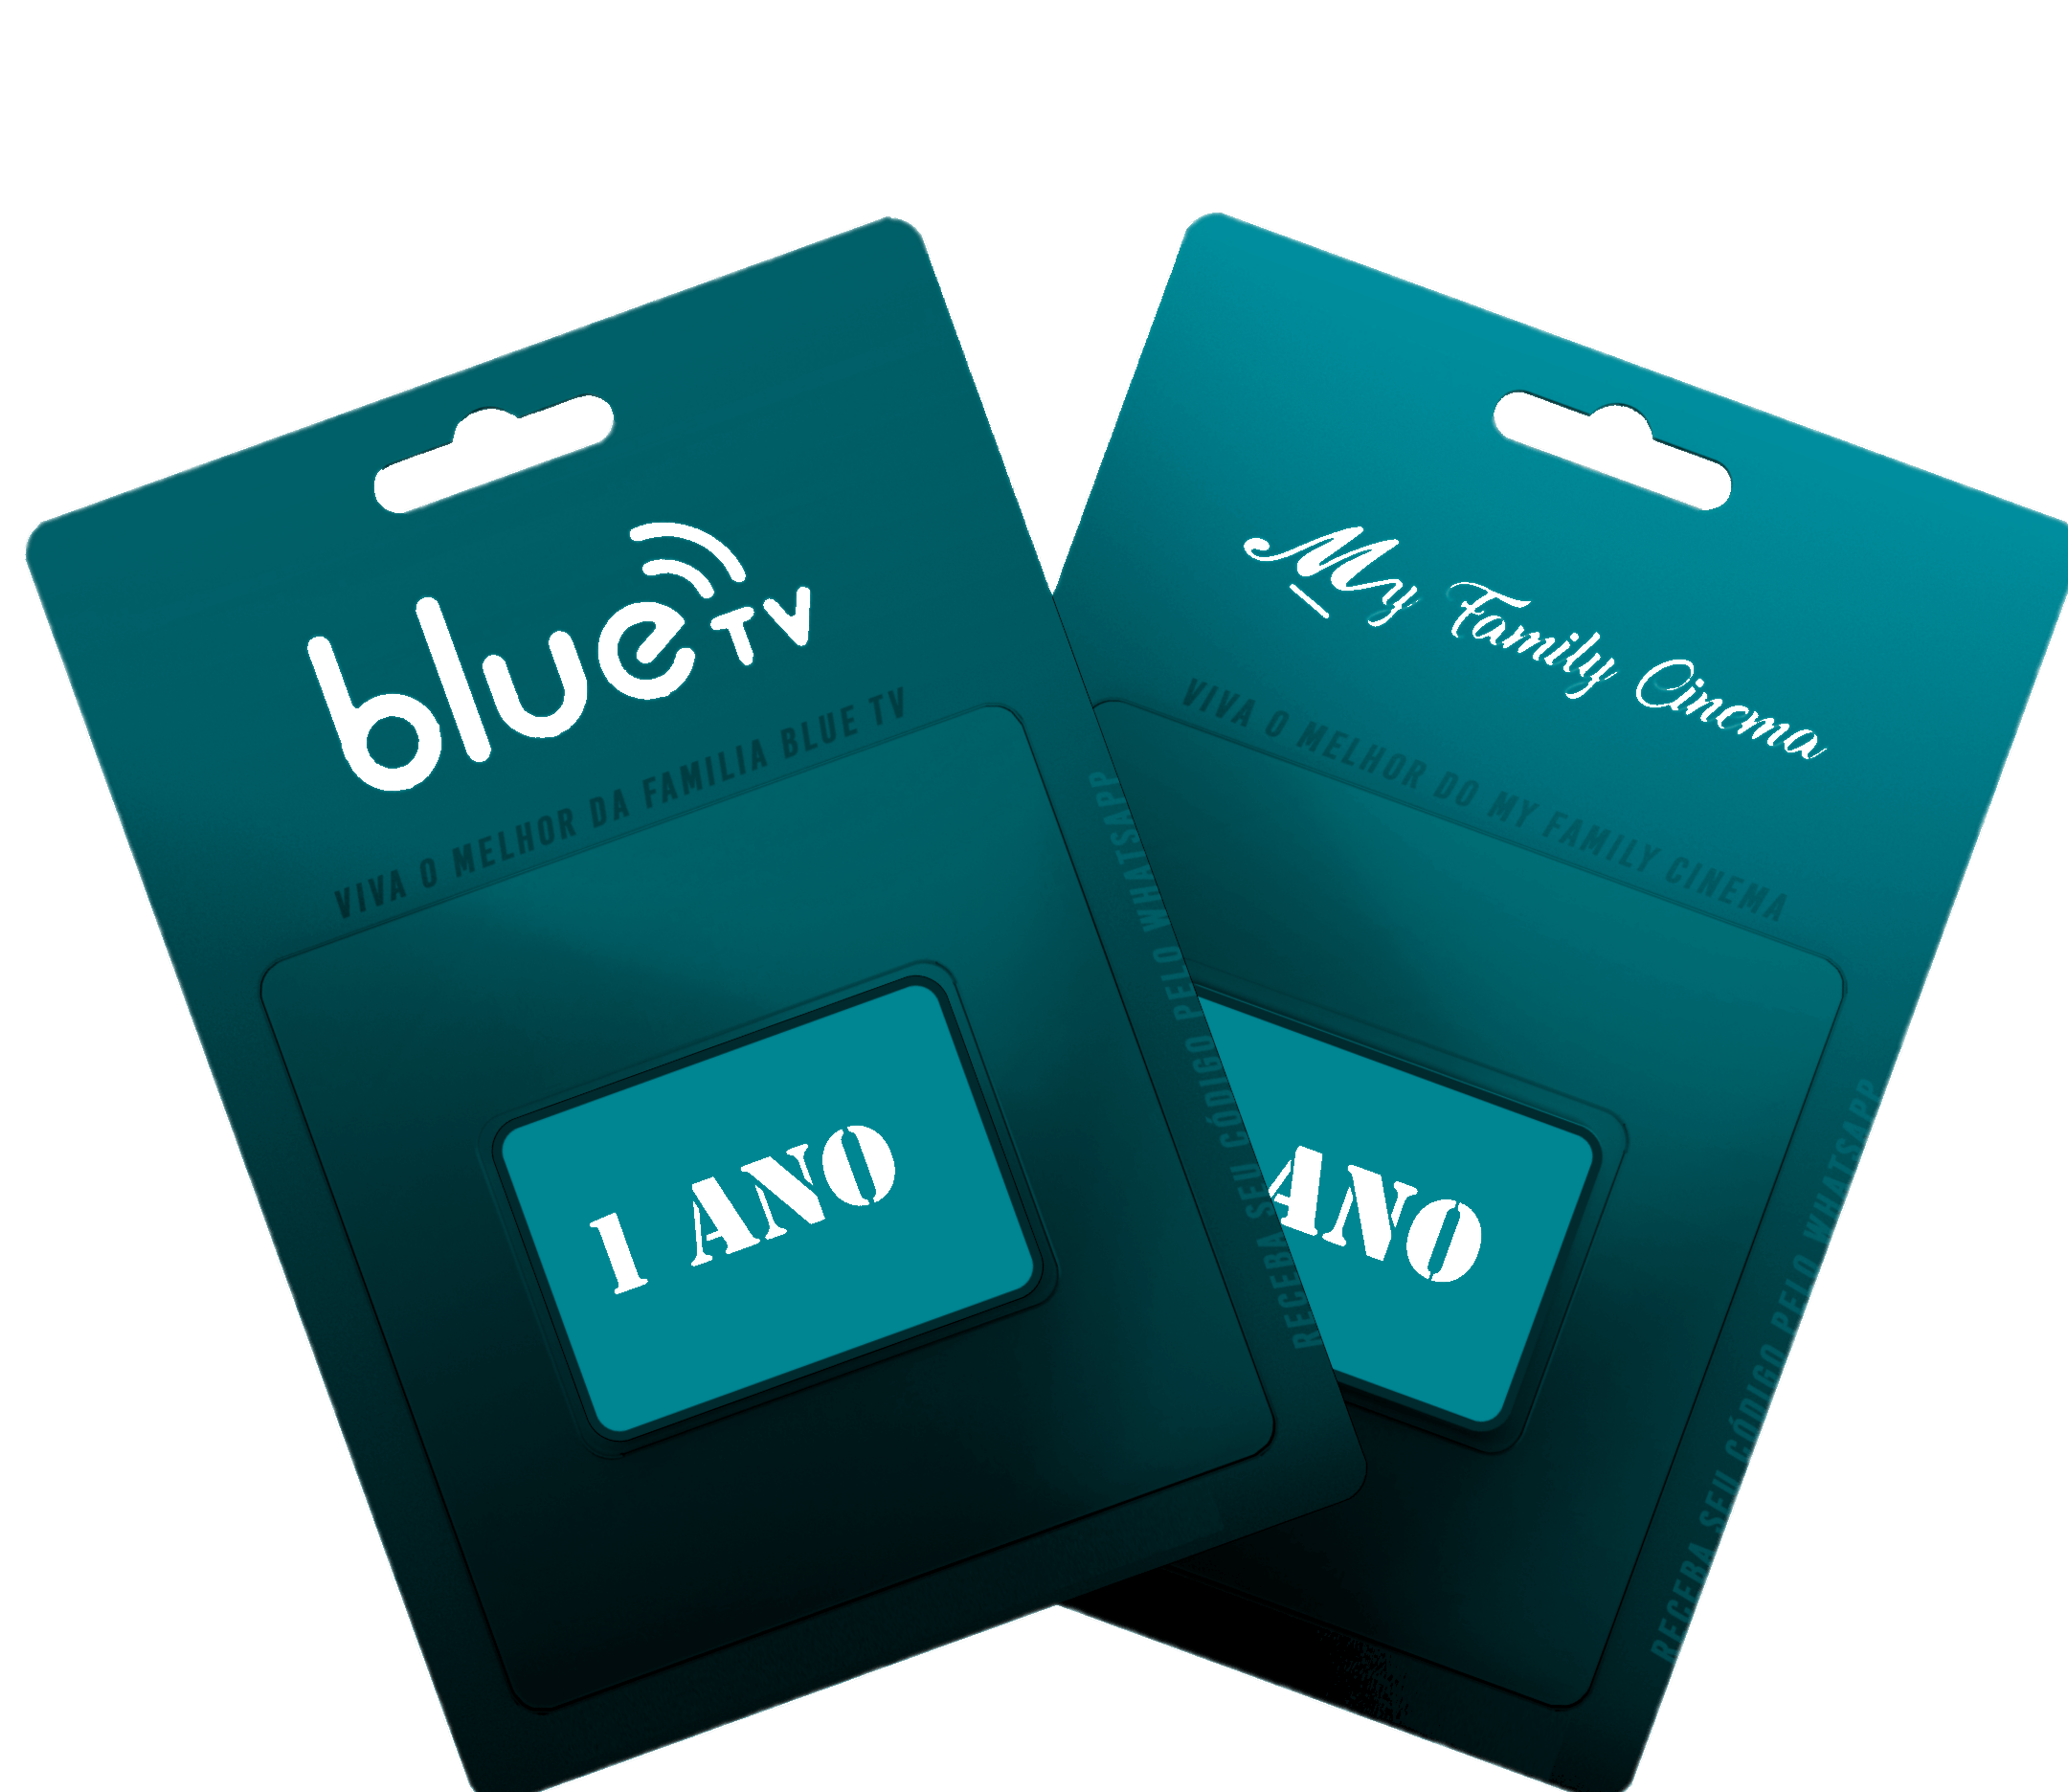 blue TV
VIVA O MELHOR DA FAMILIA BLUE TV
1 ANO
RECEBA SEU CÓDIGO PELO WHATSAPP
My Family Cinema
VIVA O MELHOR DO MY FAMILY CINEMA
ANO
RECEBA SEU CÓDIGO PELO WHATSAPP